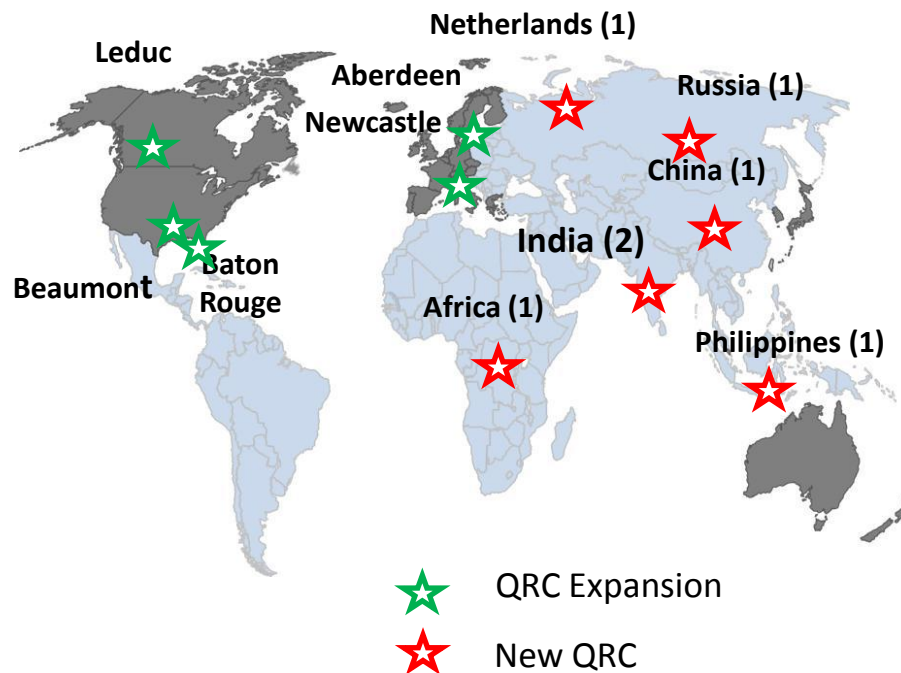 Netherlands (1)
Leduc
Aberdeen
Russia (1)
Newcastle
China (1)
India (2)
Baton
Rouge
Beaumont
Africa (1)
Philippines (1)
QRC Expansion
New QRC